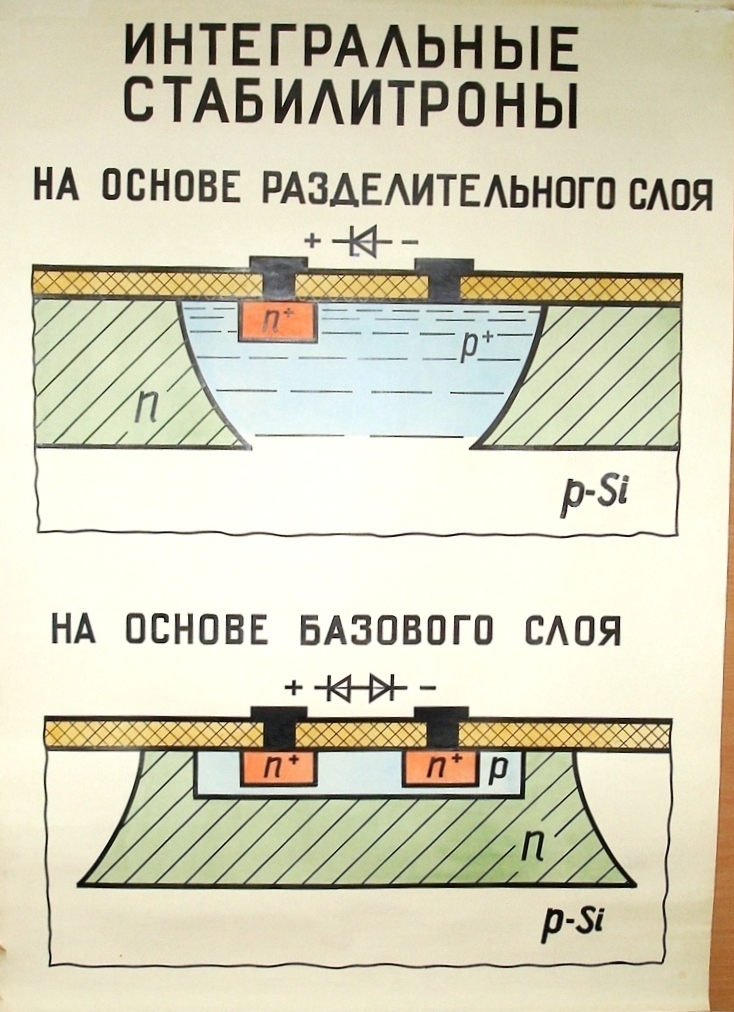 ИНТЕГРАЛЬНЫЕ
СТАБИЛИТРОНЫ
НА ОСНОВЕ РАЗДЕЛИТЕЛЬНОГО СЛОЯ
+ −
n⁺
p⁺
n
p-Si
НА ОСНОВЕ БАЗОВОГО СЛОЯ
+ −
n⁺ n⁺ p
n
p-Si